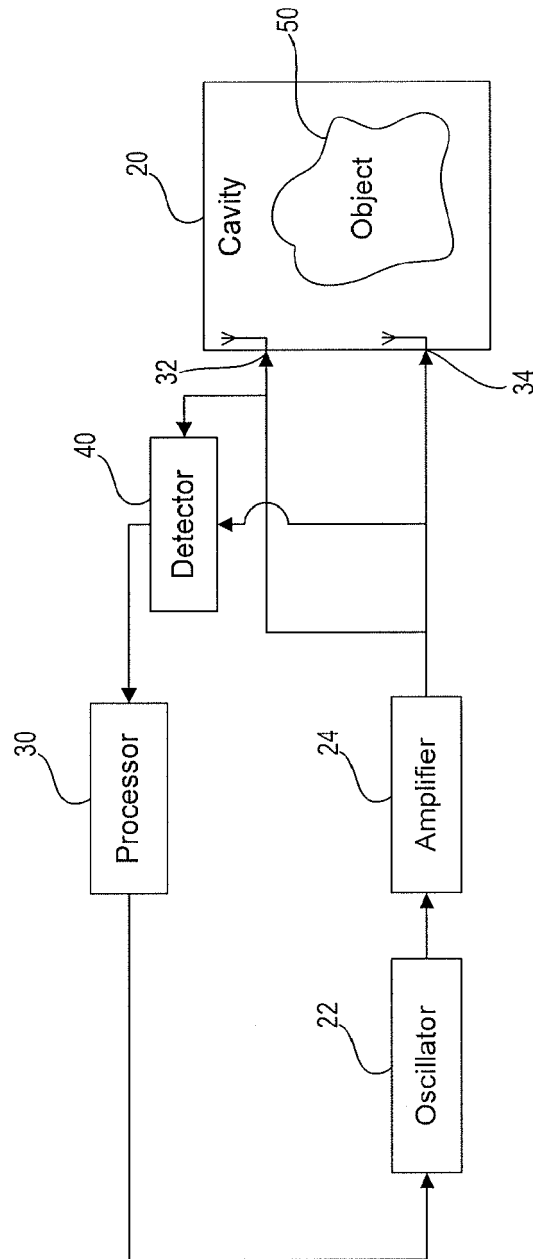 50
20
Cavity
Object
32
34
40
Detector
30
Processor
24
Amplifier
22
Oscillator